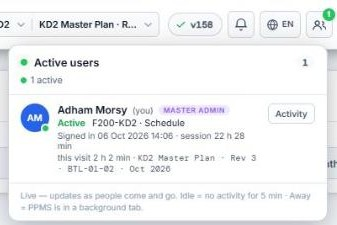 D2 KD2 Master Plan · R... v158 EN 1
Active users 1
1 active
AM Adham Morsy (you) MASTER ADMIN Activity
Active F200-KD2 · Schedule
Signed in 06 Oct 2026 14:06 · session 22 h 28
min
this visit 2 h 2 min · KD2 Master Plan · Rev 3
· BTL-01-02 · Oct 2026
Live — updates as people come and go. Idle = no activity for 5 min · Away
= PPMS is in a background tab.